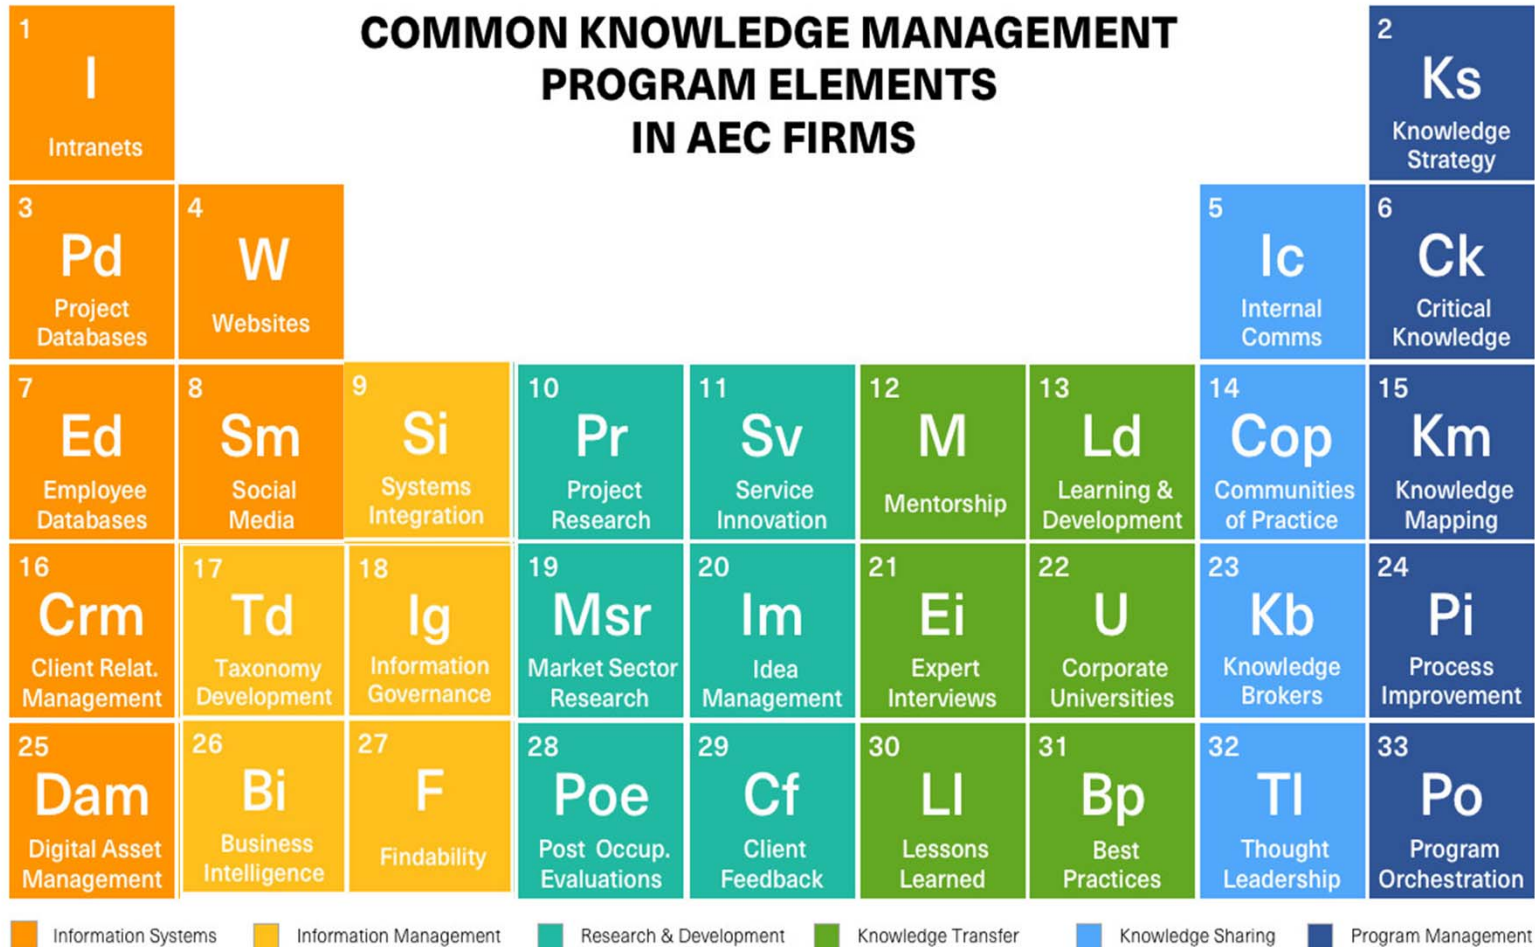 COMMON KNOWLEDGE MANAGEMENT
PROGRAM ELEMENTS
IN AEC FIRMS
1
I
Intranets
2
Ks
Knowledge
Strategy
3
Pd
Project
Databases
4
W
Websites
5
Ic
Internal
Comms
6
Ck
Critical
Knowledge
7
Ed
Employee
Databases
8
Sm
Social
Media
9
Si
Systems
Integration
10
Pr
Project
Research
11
Sv
Service
Innovation
12
M
Mentorship
13
Ld
Learning &
Development
14
Cop
Communities
of Practice
15
Km
Knowledge
Mapping
16
Crm
Client Relat.
Management
17
Td
Taxonomy
Development
18
Ig
Information
Governance
19
Msr
Market Sector
Research
20
Im
Idea
Management
21
Ei
Expert
Interviews
22
U
Corporate
Universities
23
Kb
Knowledge
Brokers
24
Pi
Process
Improvement
25
Dam
Digital Asset
Management
26
Bi
Business
Intelligence
27
F
Findability
28
Poe
Post Occup.
Evaluations
29
Cf
Client
Feedback
30
Ll
Lessons
Learned
31
Bp
Best
Practices
32
Tl
Thought
Leadership
33
Po
Program
Orchestration
Information Systems
Information Management
Research & Development
Knowledge Transfer
Knowledge Sharing
Program Management